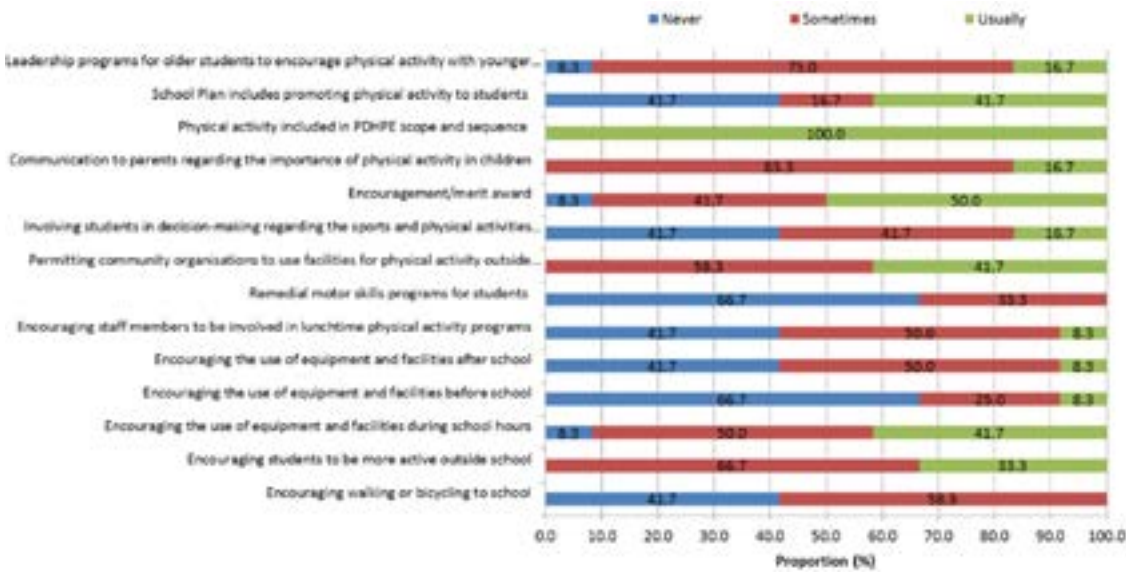 Never Sometimes Usually
Leadership programs for older students to encourage physical activity with younger...
8.3 75.0 16.7
School Plan includes promoting physical activity to students
41.7 16.7 41.7
Physical activity included in PDHPE scope and sequence
100.0
Communication to parents regarding the importance of physical activity in children
83.3 16.7
Encouragement/merit award
8.3 41.7 50.0
Involving students in decision-making regarding the sports and physical activities...
41.7 41.7 16.7
Permitting community organisations to use facilities for physical activity outside...
58.3 41.7
Remedial motor skills programs for students
66.7 33.3
Encouraging staff members to be involved in lunchtime physical activity programs
41.7 50.0 8.3
Encouraging the use of equipment and facilities after school
41.7 50.0 8.3
Encouraging the use of equipment and facilities before school
66.7 25.0 8.3
Encouraging the use of equipment and facilities during school hours
8.3 50.0 41.7
Encouraging students to be more active outside school
66.7 33.3
Encouraging walking or bicycling to school
41.7 58.3
0.0 10.0 20.0 30.0 40.0 50.0 60.0 70.0 80.0 90.0 100.0
Proportion (%)